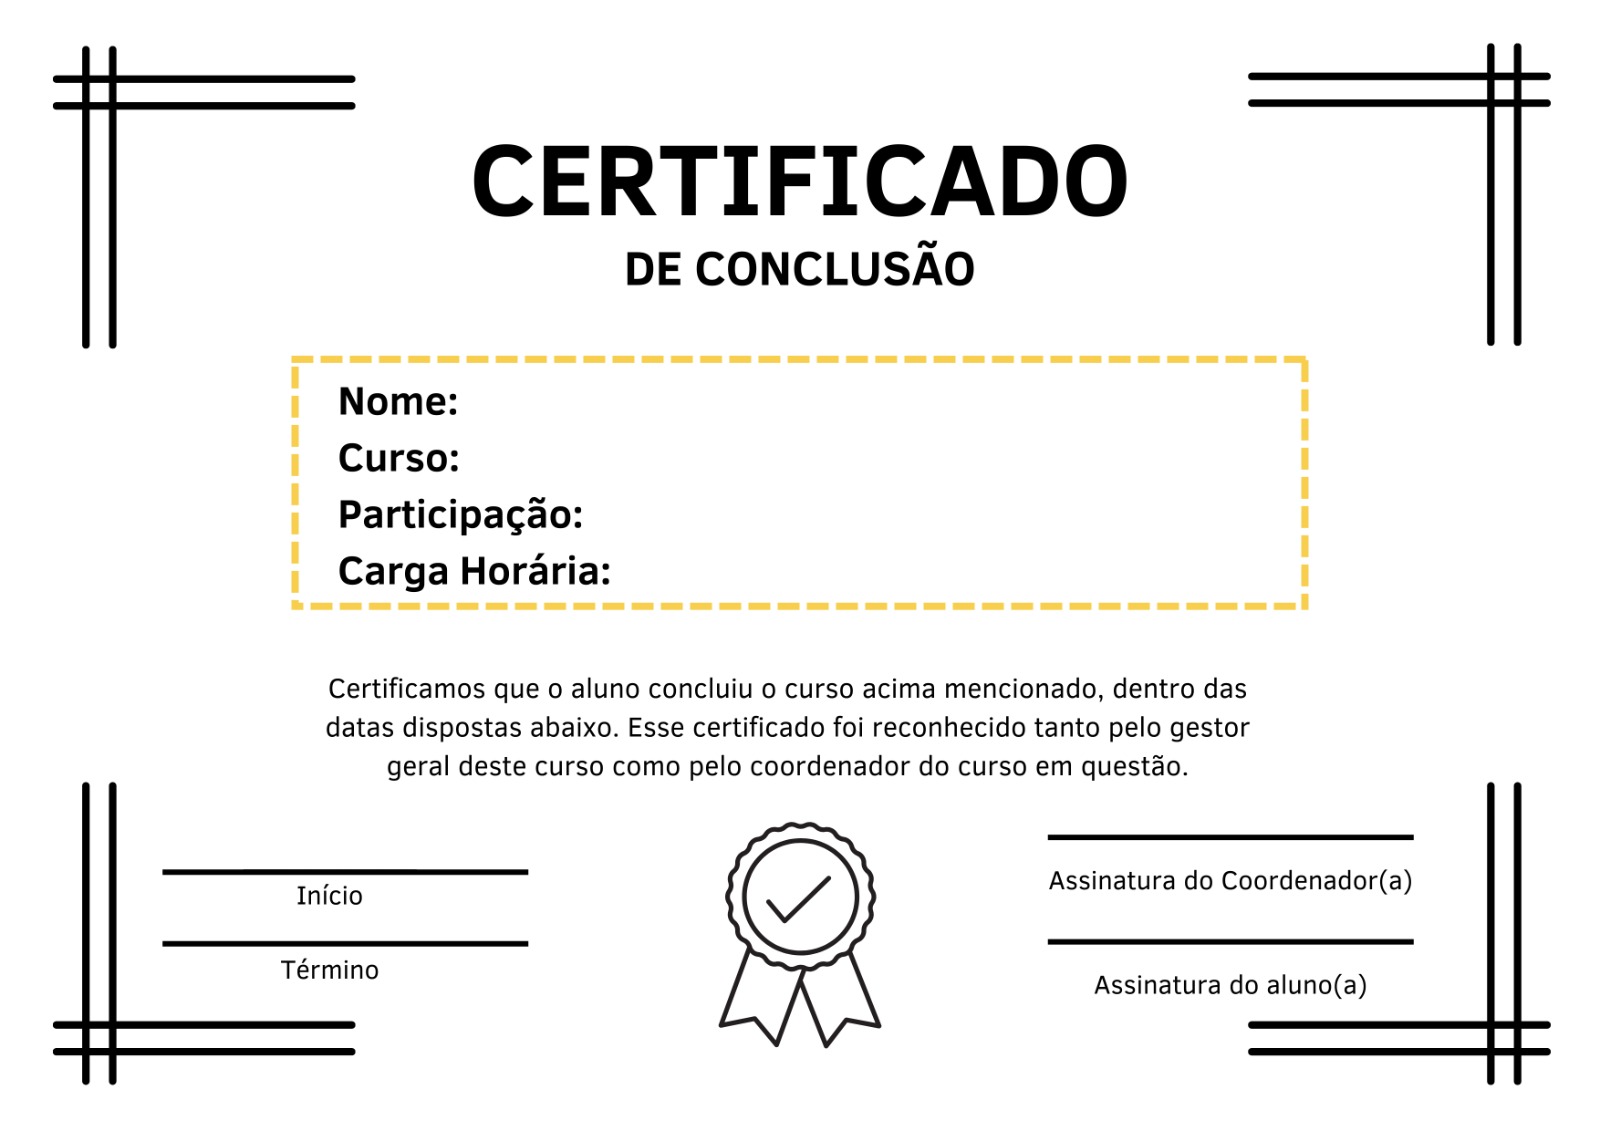 CERTIFICADO
DE CONCLUSÃO
Nome:
Curso:
Participação:
Carga Horária:
Certificamos que o aluno concluiu o curso acima mencionado, dentro das
datas dispostas abaixo. Esse certificado foi reconhecido tanto pelo gestor
geral deste curso como pelo coordenador do curso em questão.
Início
Término
Assinatura do Coordenador(a)
Assinatura do aluno(a)